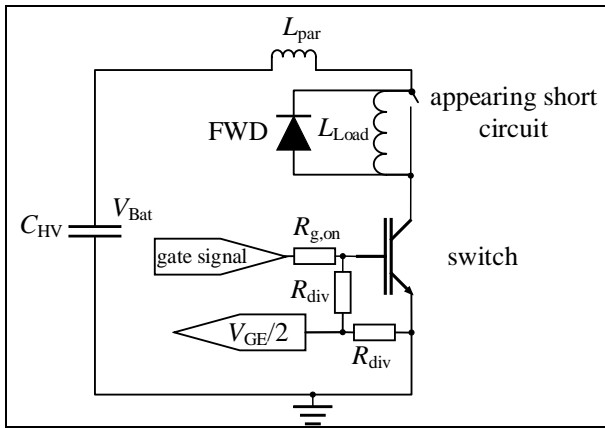 L_par
appearing short
circuit
FWD
L_Load
C_HV
V_Bat
R_g,on
gate signal
switch
R_div
V_GE/2
R_div